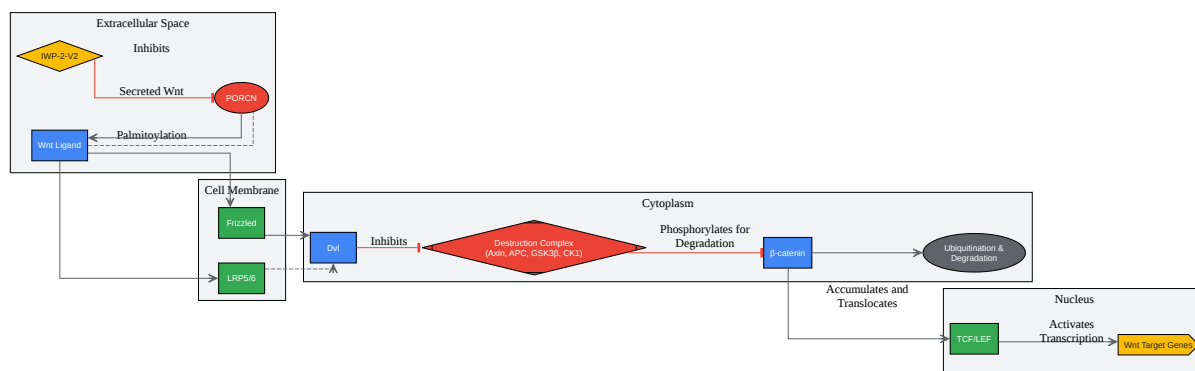 Extracellular Space
IWP-2-V2
Inhibits
Secreted Wnt
PORCN
Palmitoylation
Wnt Ligand
Cell Membrane
Frizzled
LRP5/6
Cytoplasm
Dvl
Inhibits
Destruction Complex
(Axin, APC, GSK3β, CK1)
Phosphorylates for
Degradation
β-catenin
Ubiquitination &
Degradation
Accumulates and
Translocates
Nucleus
TCF/LEF
Activates
Transcription
Wnt Target Genes